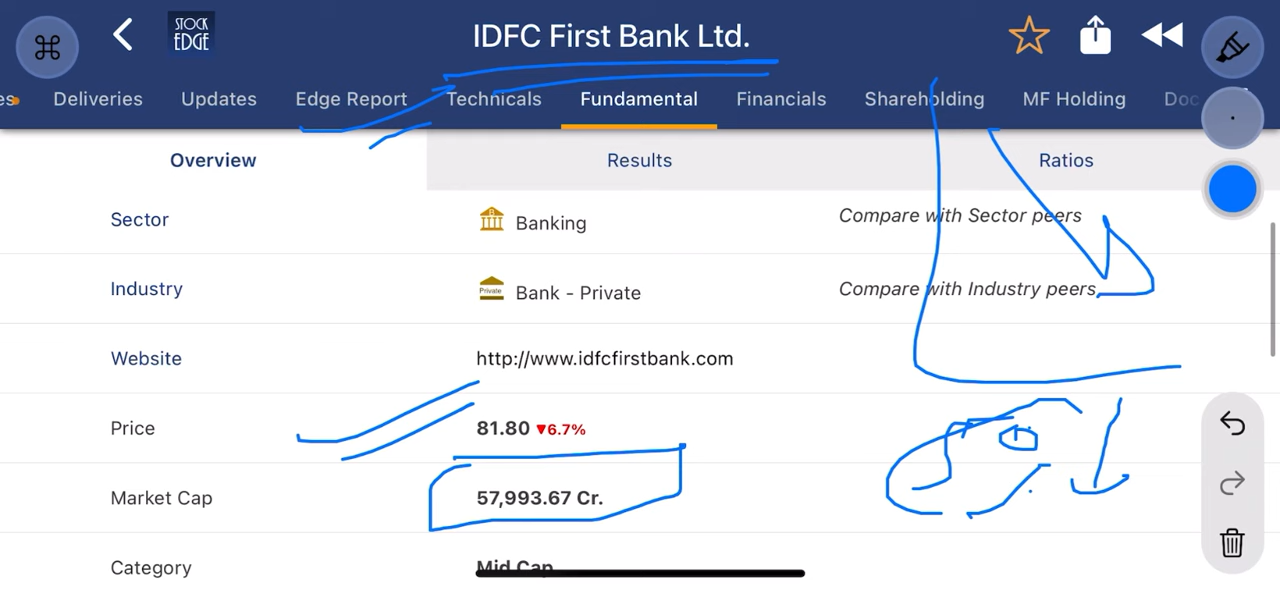 STOCK EDGE
IDFC First Bank Ltd.
Deliveries Updates Edge Report Technicals Fundamental Financials Shareholding MF Holding
Overview Results Ratios
Sector Banking Compare with Sector peers
Industry Private Bank - Private Compare with Industry peers
Website http://www.idfcfirstbank.com
Price 81.80 ▼6.7%
Market Cap 57,993.67 Cr.
Category Mid Cap